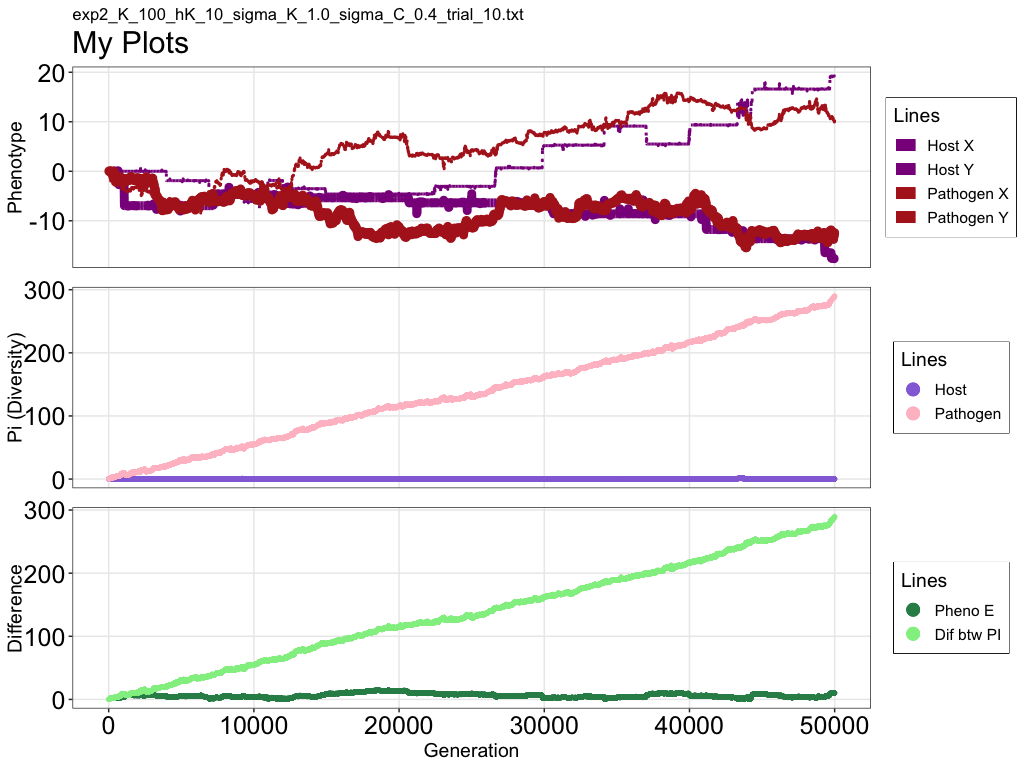 exp2_K_100_hK_10_sigma_K_1.0_sigma_C_0.4_trial_10.txt
My Plots
Phenotype
20
10
0
-10
Lines
Host X
Host Y
Pathogen X
Pathogen Y
Pi (Diversity)
300
200
100
0
Lines
Host
Pathogen
Difference
300
200
100
0
Lines
Pheno E
Dif btw PI
0 10000 20000 30000 40000 50000
Generation